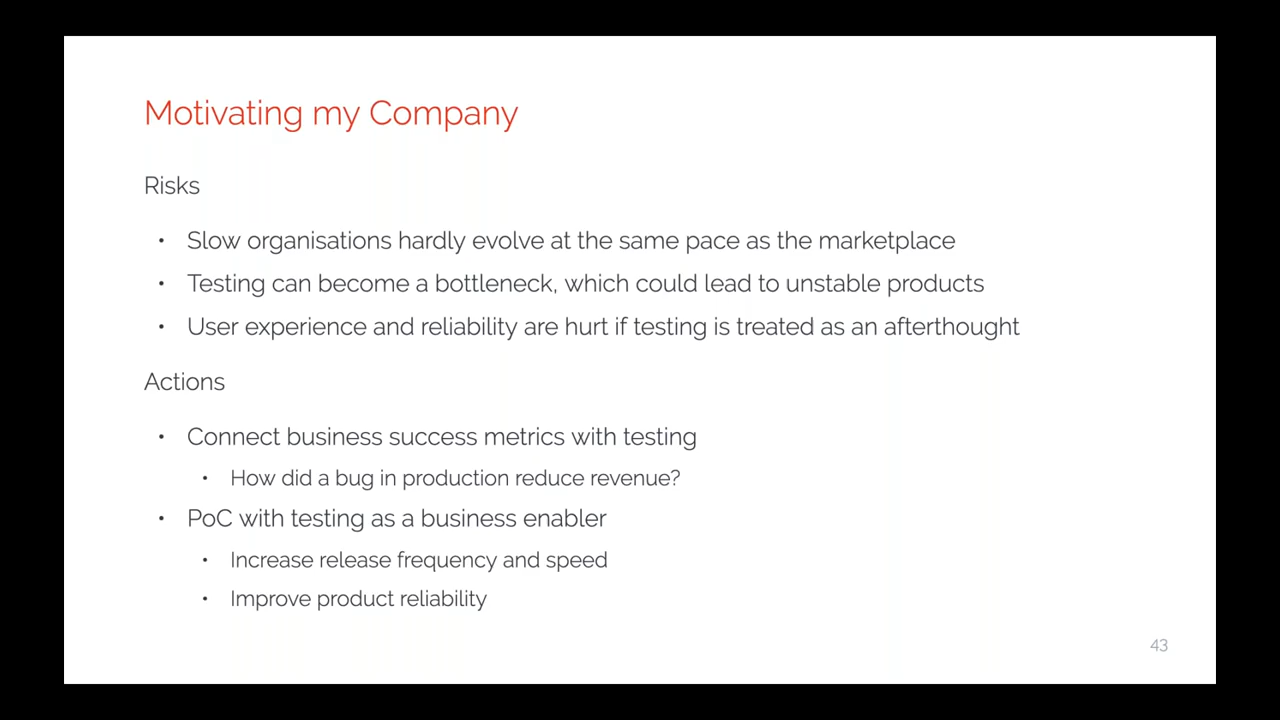 Motivating my Company
Risks
• Slow organisations hardly evolve at the same pace as the marketplace
• Testing can become a bottleneck, which could lead to unstable products
• User experience and reliability are hurt if testing is treated as an afterthought
Actions
• Connect business success metrics with testing
• How did a bug in production reduce revenue?
• PoC with testing as a business enabler
• Increase release frequency and speed
• Improve product reliability
43